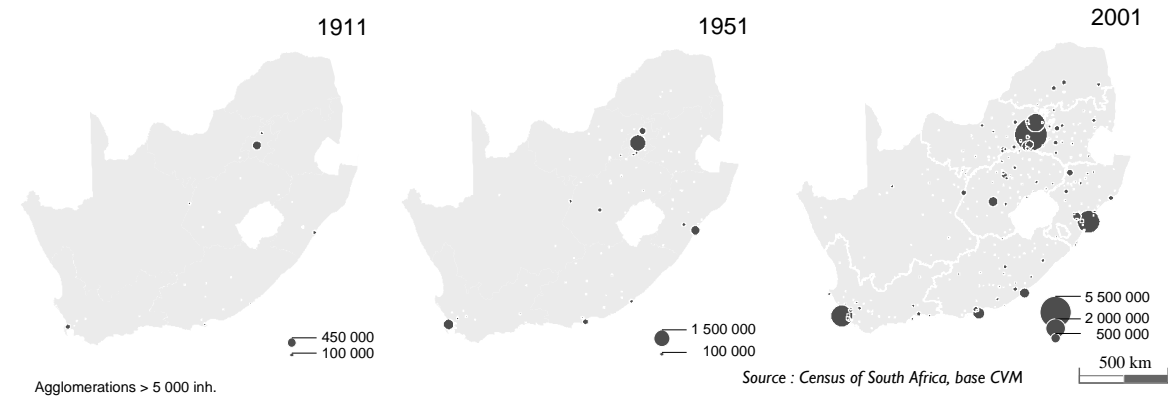 1911
1951
2001
450 000
100 000
1 500 000
100 000
5 500 000
2 000 000
500 000
500 km
Agglomerations > 5 000 inh.
Source : Census of South Africa, base CVM